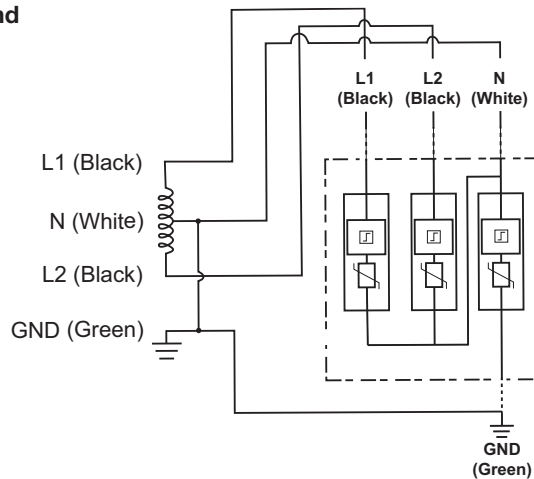 nd
L1
(Black)
L2
(Black)
N
(White)
L1 (Black)
N (White)
L2 (Black)
GND (Green)
GND
(Green)